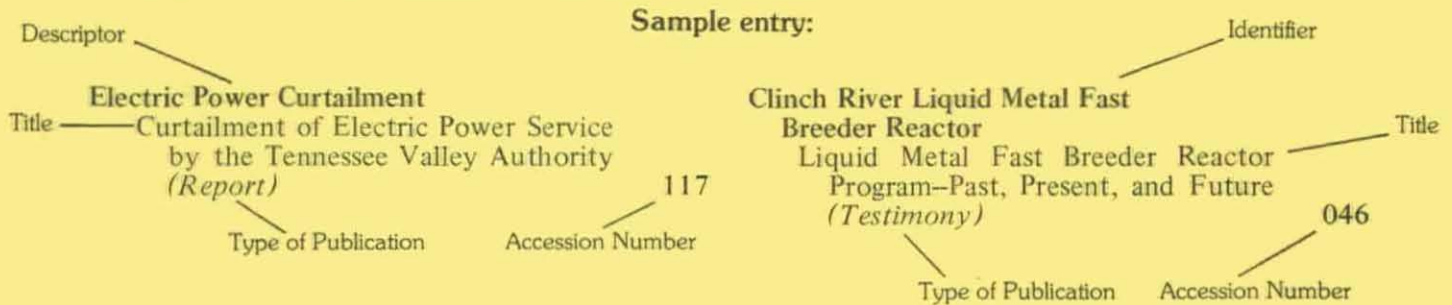 Sample entry:
Descriptor
Electric Power Curtailment
Title
Curtailment of Electric Power Service
by the Tennessee Valley Authority
(Report)
117
Type of Publication
Accession Number
Identifier
Clinch River Liquid Metal Fast
Breeder Reactor
Title
Liquid Metal Fast Breeder Reactor
Program–Past, Present, and Future
(Testimony)
046
Type of Publication
Accession Number